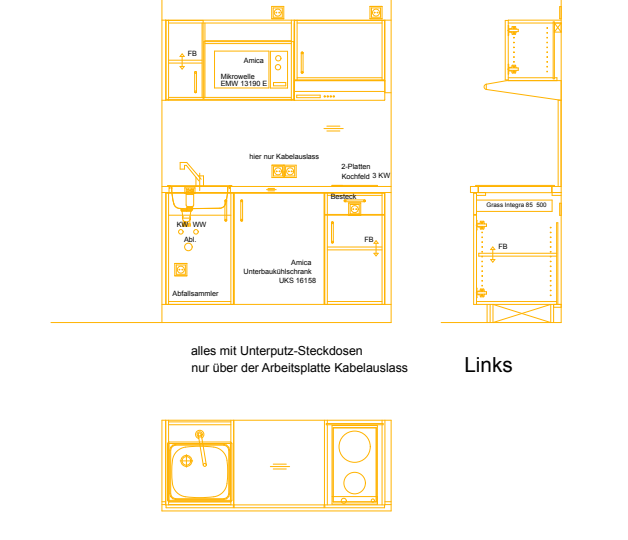 FB
Amica
Mikrowelle
EMW 13190 E
hier nur Kabelauslass
2-Platten
Kochfeld 3 KW
Besteck
Grass Integra 85 500
KW WW
Abl.
FB
FB
Amica
Unterbaukühlschrank
UKS 16158
Abfallsammler
alles mit Unterputz-Steckdosen
nur über der Arbeitsplatte Kabelauslass
Links